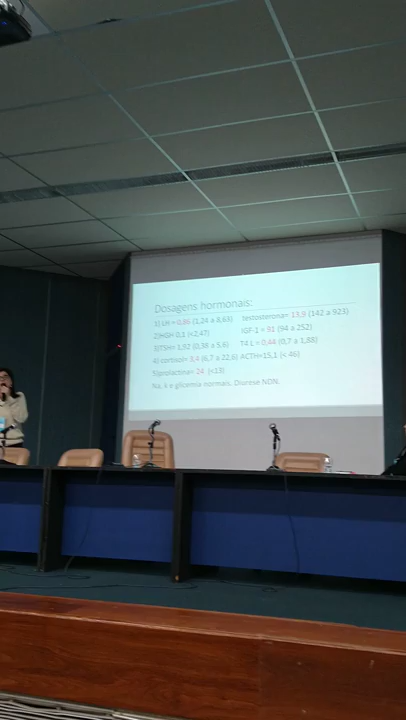 Dosagens hormonais:
1) LH = 0,86 (1,24 a 8,63) testosterona= 13,9 (142 a 923)
2)HGH 0,1 (<2,47) IGF-1 = 91 (94 a 252)
3)TSH= 1,92 (0,38 a 5,6) T4 L = 0,44 (0,7 a 1,88)
4) cortisol= 3,4 (6,7 a 22,6) ACTH=15,1 (< 46)
5)prolactina= 24 (<13)
Na, k e glicemia normais. Diurese NDN.